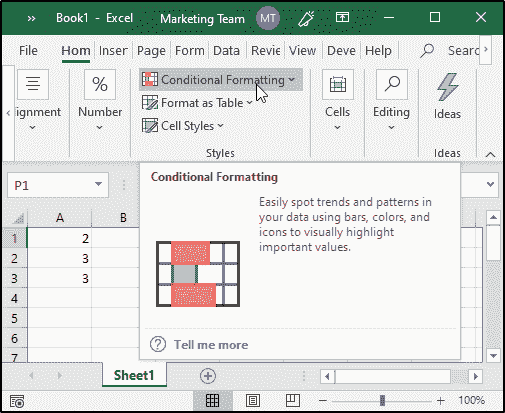 » Book1 - Excel Marketing Team MT
File Hom Inser Page Form Data Revie View Deve Help Searc
ignment Number Conditional Formatting Cells Editing Ideas
Format as Table
Cell Styles
Styles Ideas
P1
Conditional Formatting
Easily spot trends and patterns in
your data using bars, colors, and
icons to visually highlight
important values.
Tell me more
A B
1 2
2 3
3 3
4
5
6
7
Sheet1
100%